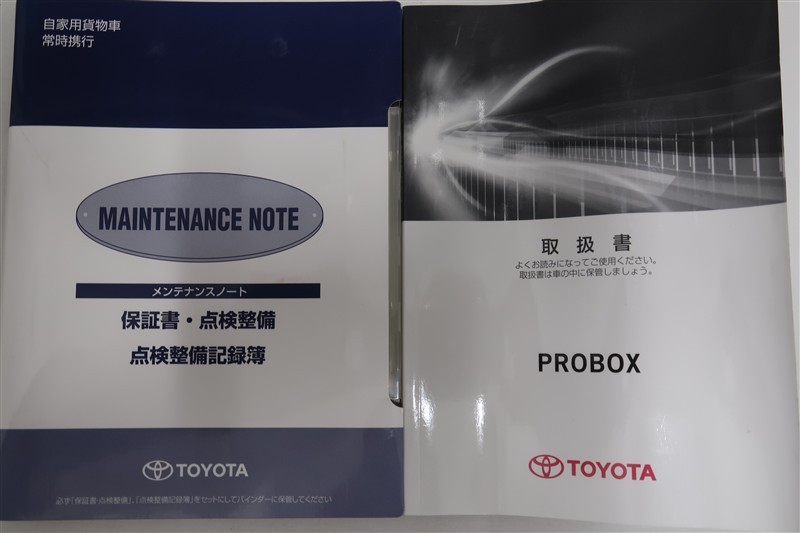 自家用貨物車
常時携行
MAINTENANCE NOTE
メンテナンスノート
保証書・点検整備
点検整備記録簿
TOYOTA
必ず「保証書・点検整備」、「点検整備記録簿」をセットにしてバインダーに保管してください
取扱書
よくお読みになってご使用ください。
取扱書は車の中に保管しましょう。
PROBOX
TOYOTA